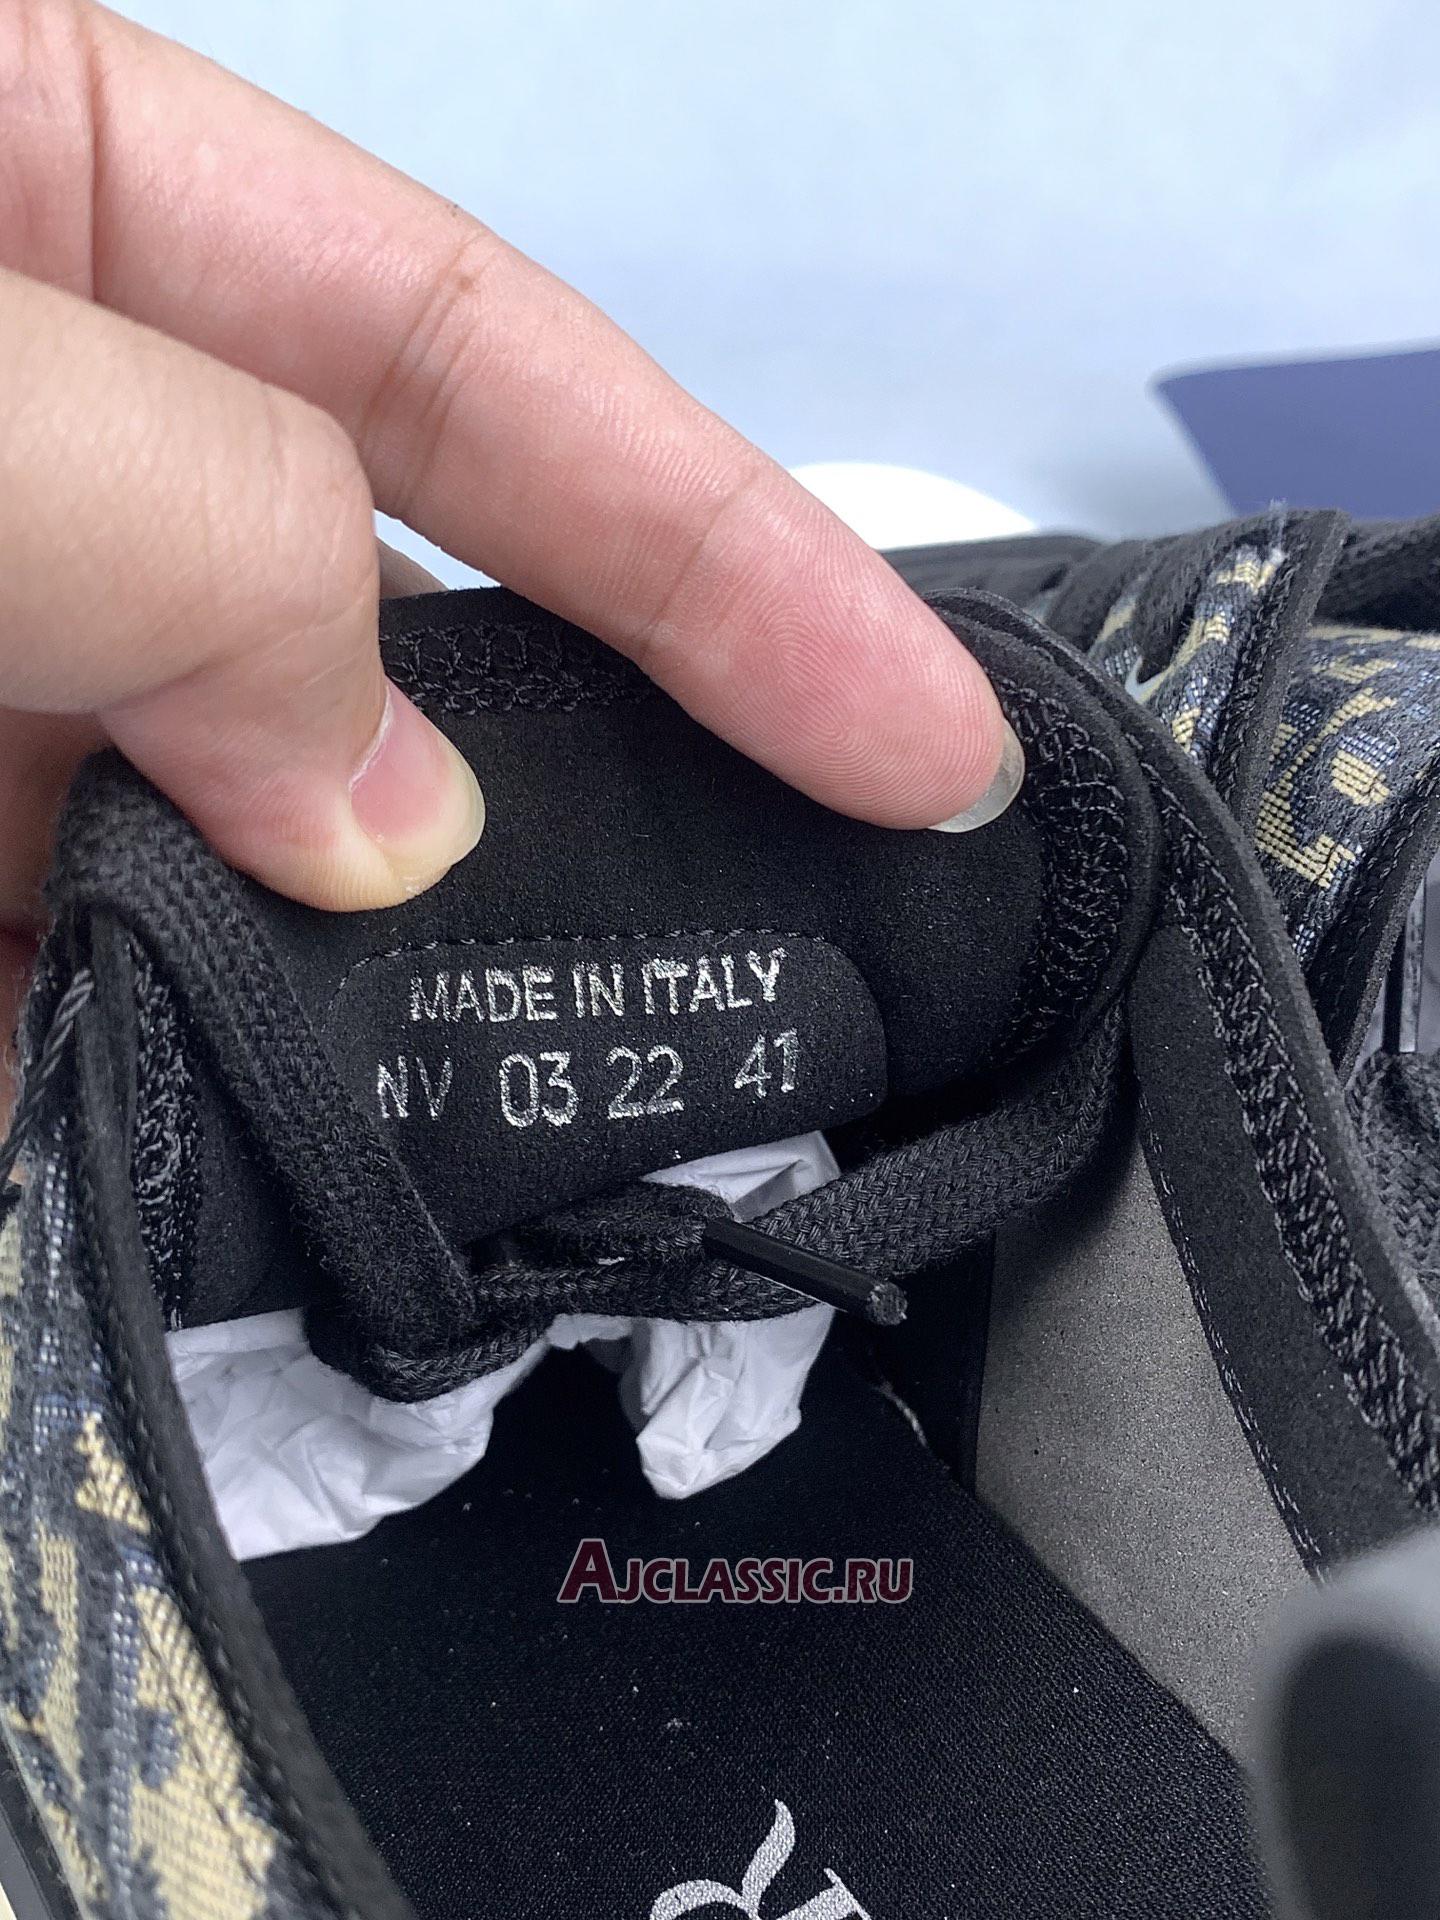 MADE IN ITALY
NV 03 22 41
AJCLASSIC.RU